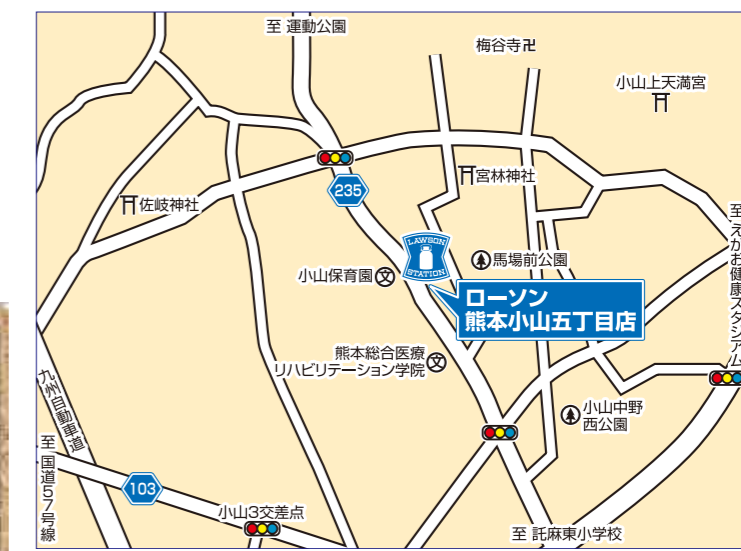 至 運動公園
梅谷寺卍
小山上天満宮
235
宮林神社
佐岐神社
至 えがお健康スタジアム
LAWSON
STATION
馬場前公園
小山保育園
文
ローソン
熊本小山五丁目店
熊本総合医療
リハビリテーション学院
文
九州自動車道
小山中野
西公園
至 国道57号線
103
小山3交差点
至 託麻東小学校